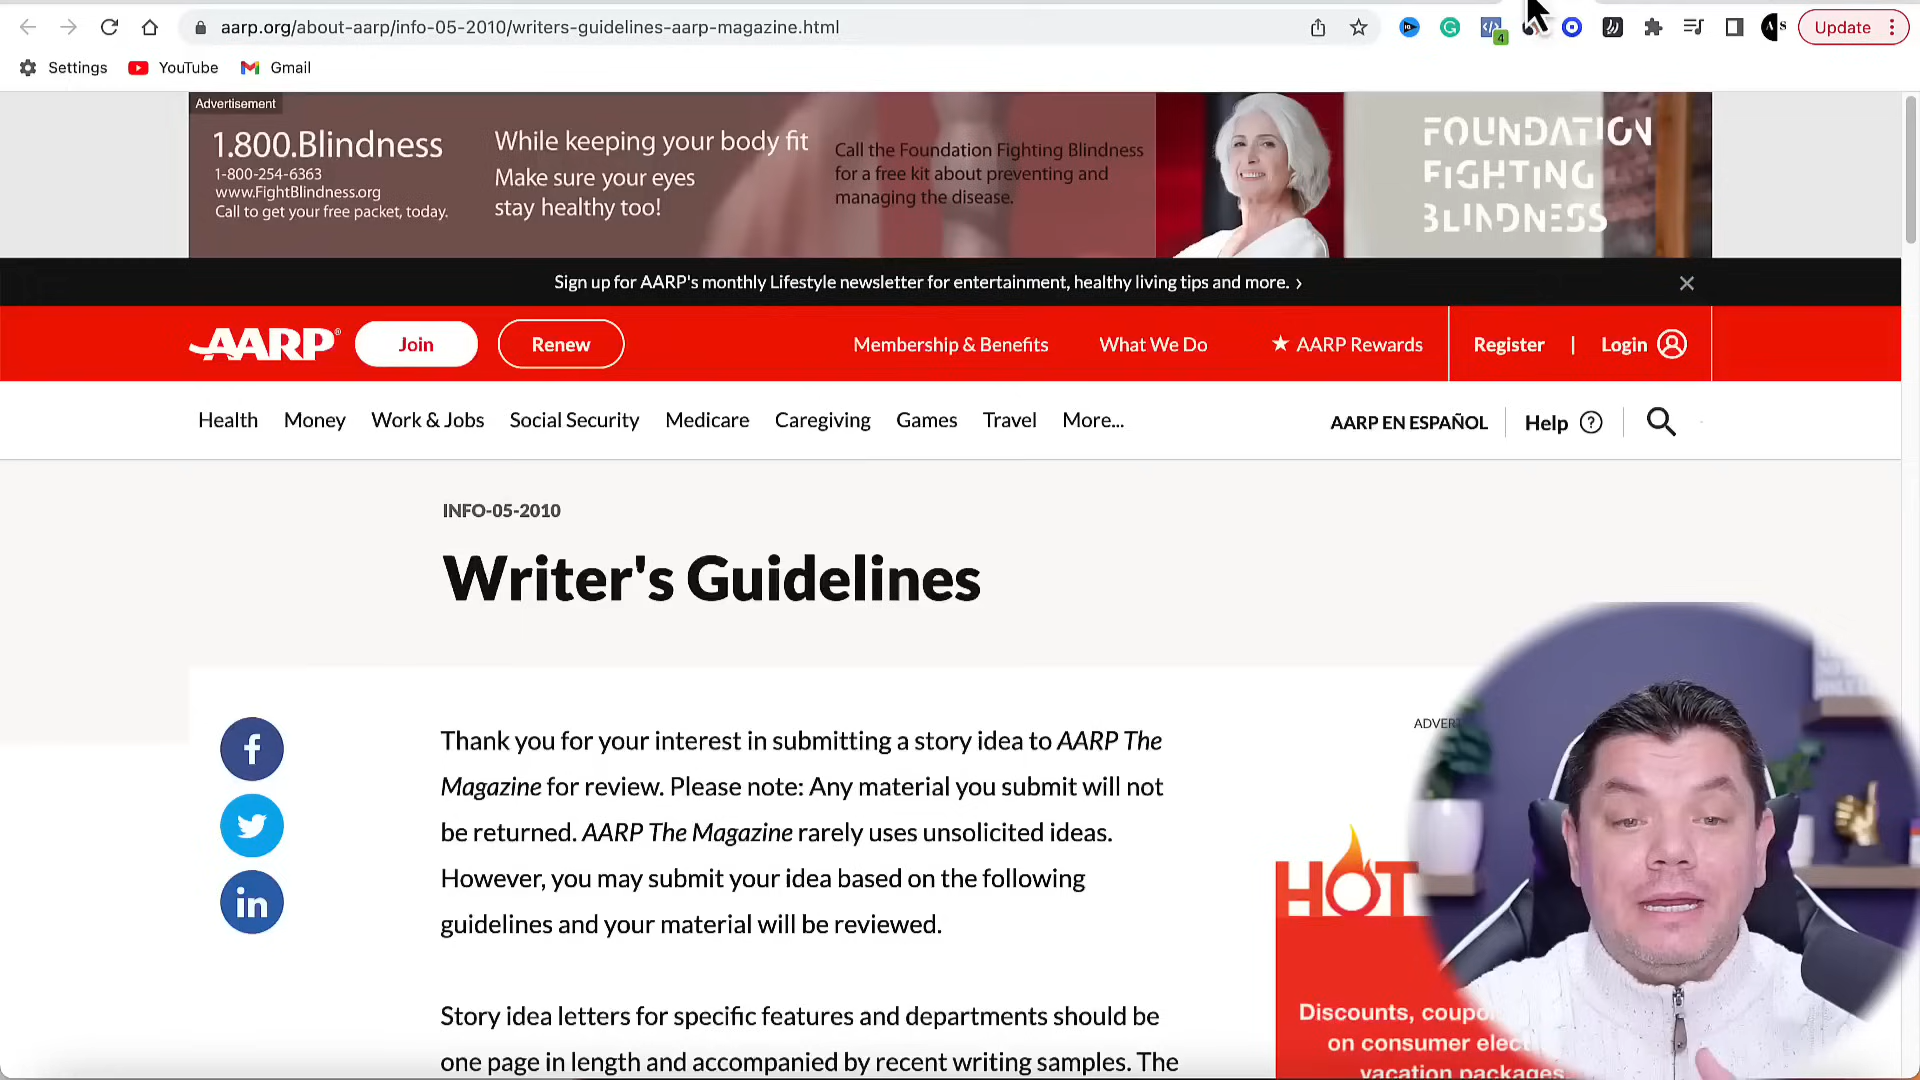 aarp.org/about-aarp/info-05-2010/writers-guidelines-aarp-magazine.html
4
Update
Settings
YouTube
Gmail
Advertisement
1.800.Blindness
1-800-254-6363
www.FightBlindness.org
Call to get your free packet, today.
While keeping your body fit
Make sure your eyes
stay healthy too!
Call the Foundation Fighting Blindness
for a free kit about preventing and
managing the disease.
FOUNDATION
FIGHTING
BLINDNESS
Sign up for AARP's monthly Lifestyle newsletter for entertainment, healthy living tips and more. ›
AARP®
Join
Renew
Membership & Benefits
What We Do
★ AARP Rewards
Register
|
Login
Health
Money
Work & Jobs
Social Security
Medicare
Caregiving
Games
Travel
More...
AARP EN ESPAÑOL
Help
INFO-05-2010
Writer's Guidelines
Thank you for your interest in submitting a story idea to AARP The
Magazine for review. Please note: Any material you submit will not
be returned. AARP The Magazine rarely uses unsolicited ideas.
However, you may submit your idea based on the following
guidelines and your material will be reviewed.
Story idea letters for specific features and departments should be
one page in length and accompanied by recent writing samples. The
ADVER
HOT
Discounts, coupo
on consumer elec
vacation packages